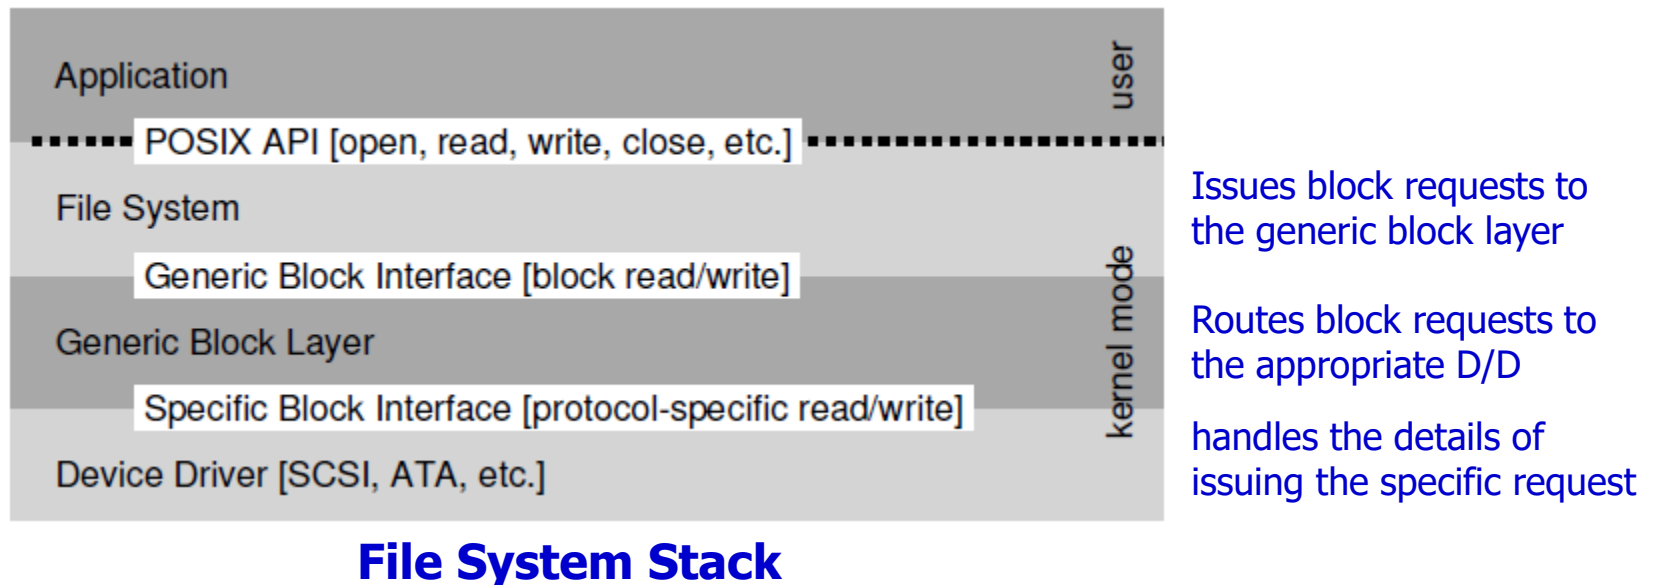 Application
user
POSIX API [open, read, write, close, etc.]
File System
Issues block requests to
the generic block layer
Generic Block Interface [block read/write]
kernel mode
Generic Block Layer
Routes block requests to
the appropriate D/D
Specific Block Interface [protocol-specific read/write]
Device Driver [SCSI, ATA, etc.]
handles the details of
issuing the specific request
File System Stack